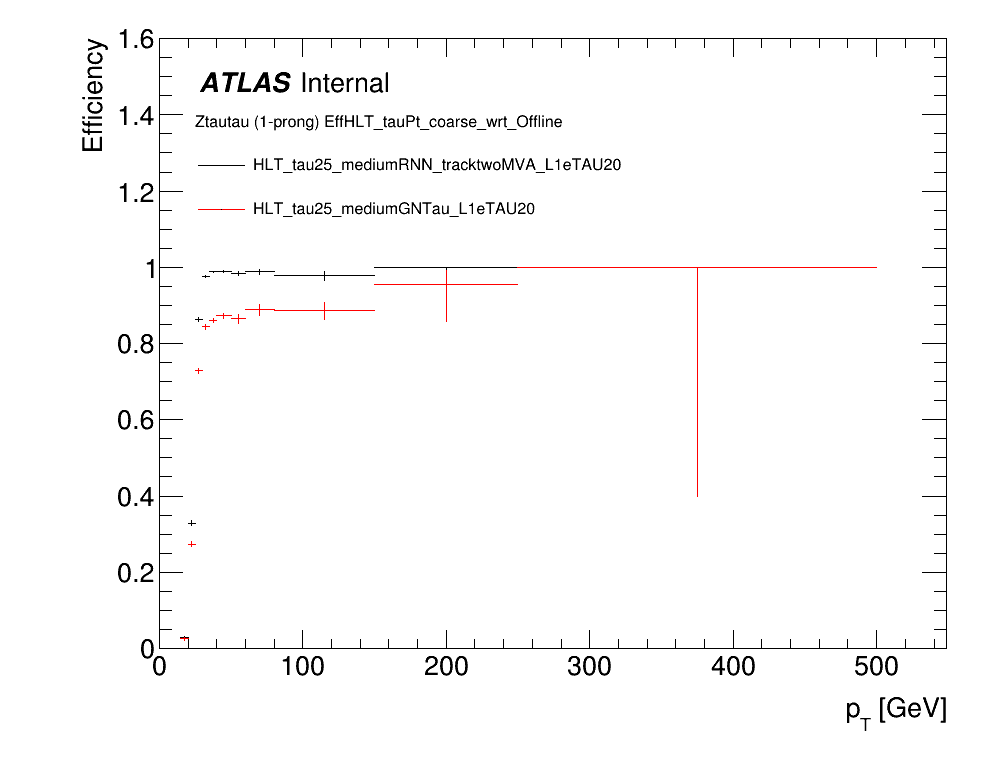 Efficiency
1.6
1.4
1.2
1
0.8
0.6
0.4
0.2
0
ATLAS Internal
Ztautau (1-prong) EffHLT_tauPt_coarse_wrt_Offline
HLT_tau25_mediumRNN_tracktwoMVA_L1eTAU20
HLT_tau25_mediumGNTau_L1eTAU20
0 100 200 300 400 500
p_T [GeV]